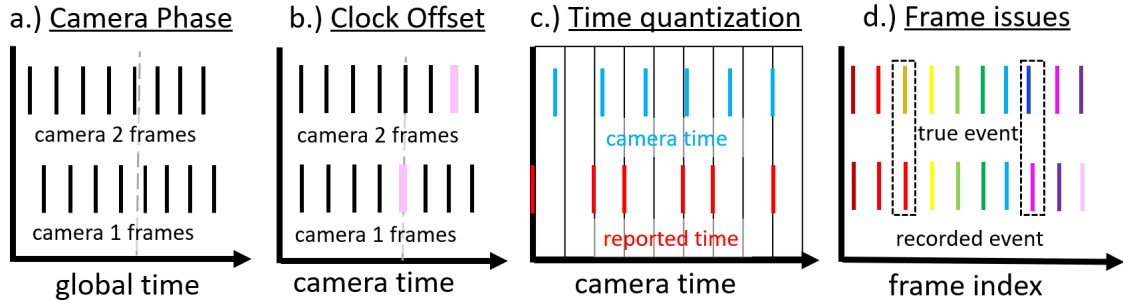 a.) Camera Phase
camera 2 frames
camera 1 frames
global time
b.) Clock Offset
camera 2 frames
camera 1 frames
camera time
c.) Time quantization
camera time
reported time
camera time
d.) Frame issues
true event
recorded event
frame index